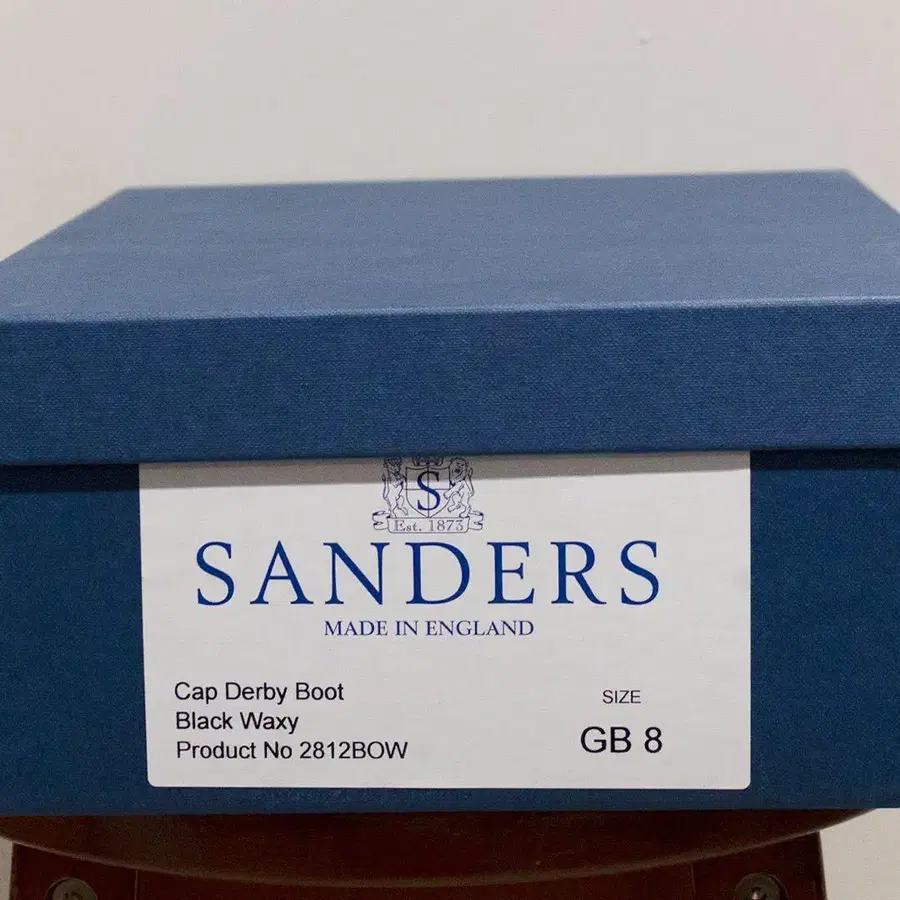 S
Est. 1873
SANDERS
MADE IN ENGLAND
Cap Derby Boot
Black Waxy
Product No 2812BOW
SIZE
GB 8